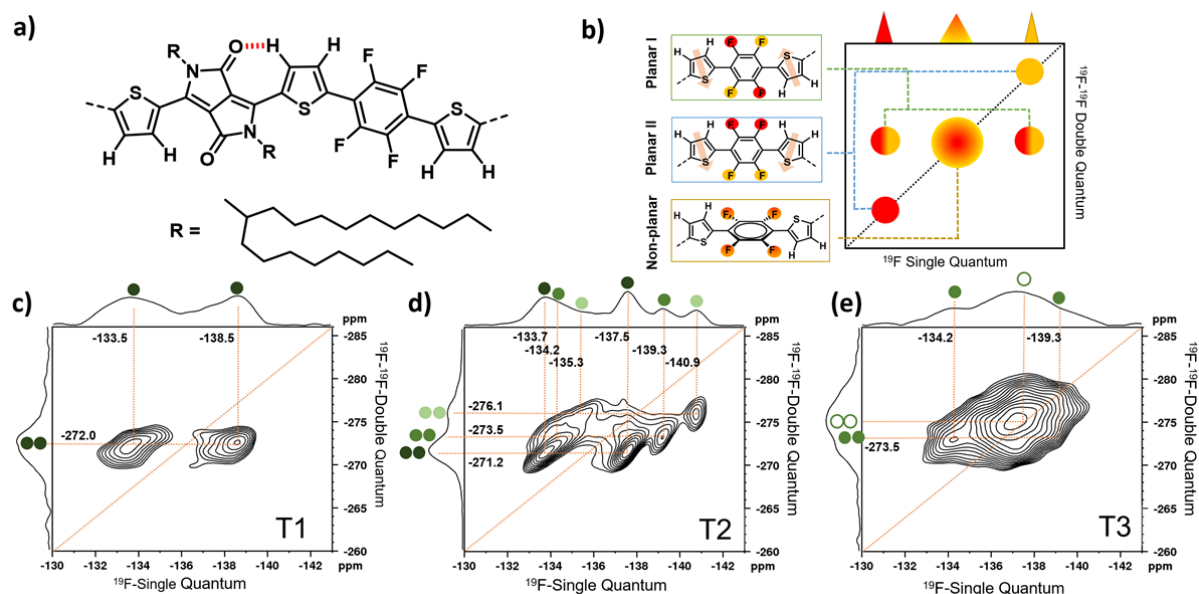 a)
R
O
H
N
H
S
F
F
S
S
N
O
R
F
F
H
H
H
H
R =
b)
Planar I
H
H
F
F
S
S
F
F
H
H
Planar II
H
H
F
F
H
H
S
F
F
S
Non-planar
H
H
F
F
S
S
F
F
H
H
19F-19F Double Quantum
19F Single Quantum
c)
ppm
-133.5
-138.5
-272.0
T1
-285
-280
-275
-270
-265
-260
ppm
19F-19F-Double Quantum
-130
-132
-134
-136
-138
-140
-142
19F-Single Quantum
d)
ppm
-133.7
-134.2
-135.3
-137.5
-139.3
-140.9
-276.1
-273.5
-271.2
T2
-285
-280
-275
-270
-265
-260
ppm
19F-19F-Double Quantum
-130
-132
-134
-136
-138
-140
-142
19F-Single Quantum
(e)
ppm
-134.2
-139.3
-273.5
T3
-285
-280
-275
-270
-265
-260
ppm
19F-19F-Double Quantum
-130
-132
-134
-136
-138
-140
-142
19F-Single Quantum